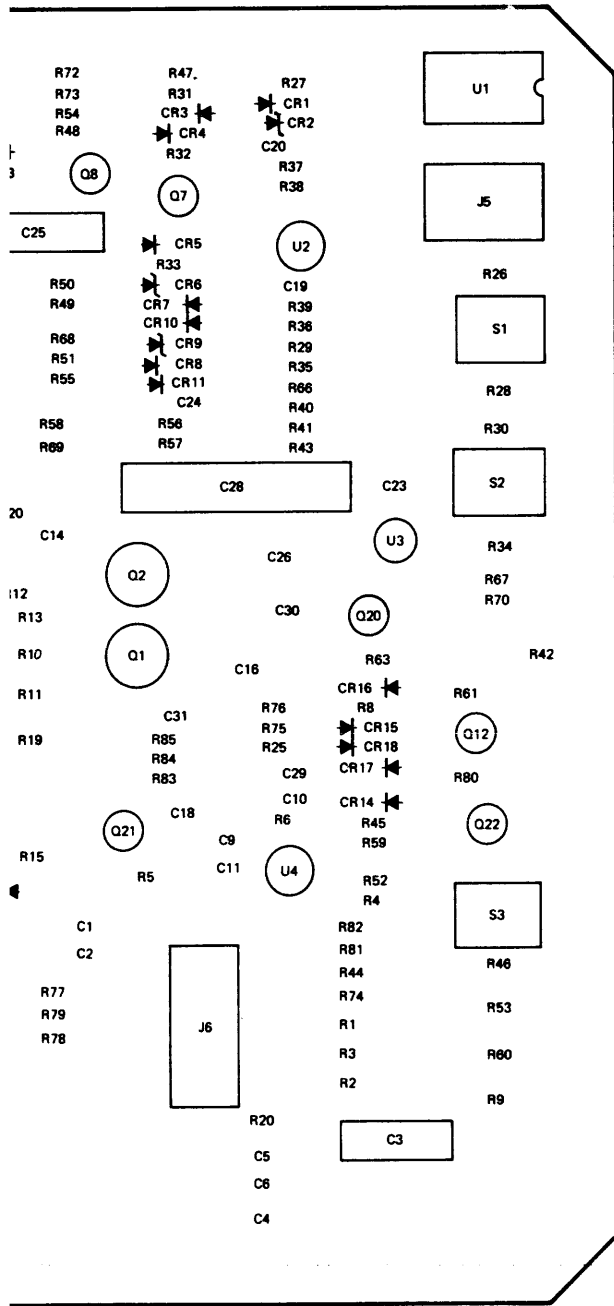 R72 R47 R27
R73 R31 CR1 U1
R54 CR3 CR2
R48 CR4 C20
R32 R37
Q8 Q7 R38 J5
C25 CR5 U2
R33 R26
R50 CR6 C19
R49 CR7 R39
CR10 R36 S1
R68 CR9 R29
R51 CR8 R35
R55 CR11 R66 R28
C24 R40
R58 R56 R41 R30
R69 R57 R43
C28 C23 S2
20
C14 U3 R34
Q2 C26 R67
12 R70
R13 C30 Q20
R10 Q1 R63 R42
R11 C16 CR16 R61
C31 R76 R8
R19 R85 R75 CR15 Q12
R84 R25 CR18
R83 C29 CR17 R80
C18 C10 CR14
Q21 R6 R45 Q22
C9 R59
R15 R5 C11 U4 R52
R4 S3
C1 R82
C2 R81 R46
R44
R77 R74 R53
R79 J6 R1
R78 R3 R60
R2 R9
R20 C3
C5
C6
C4